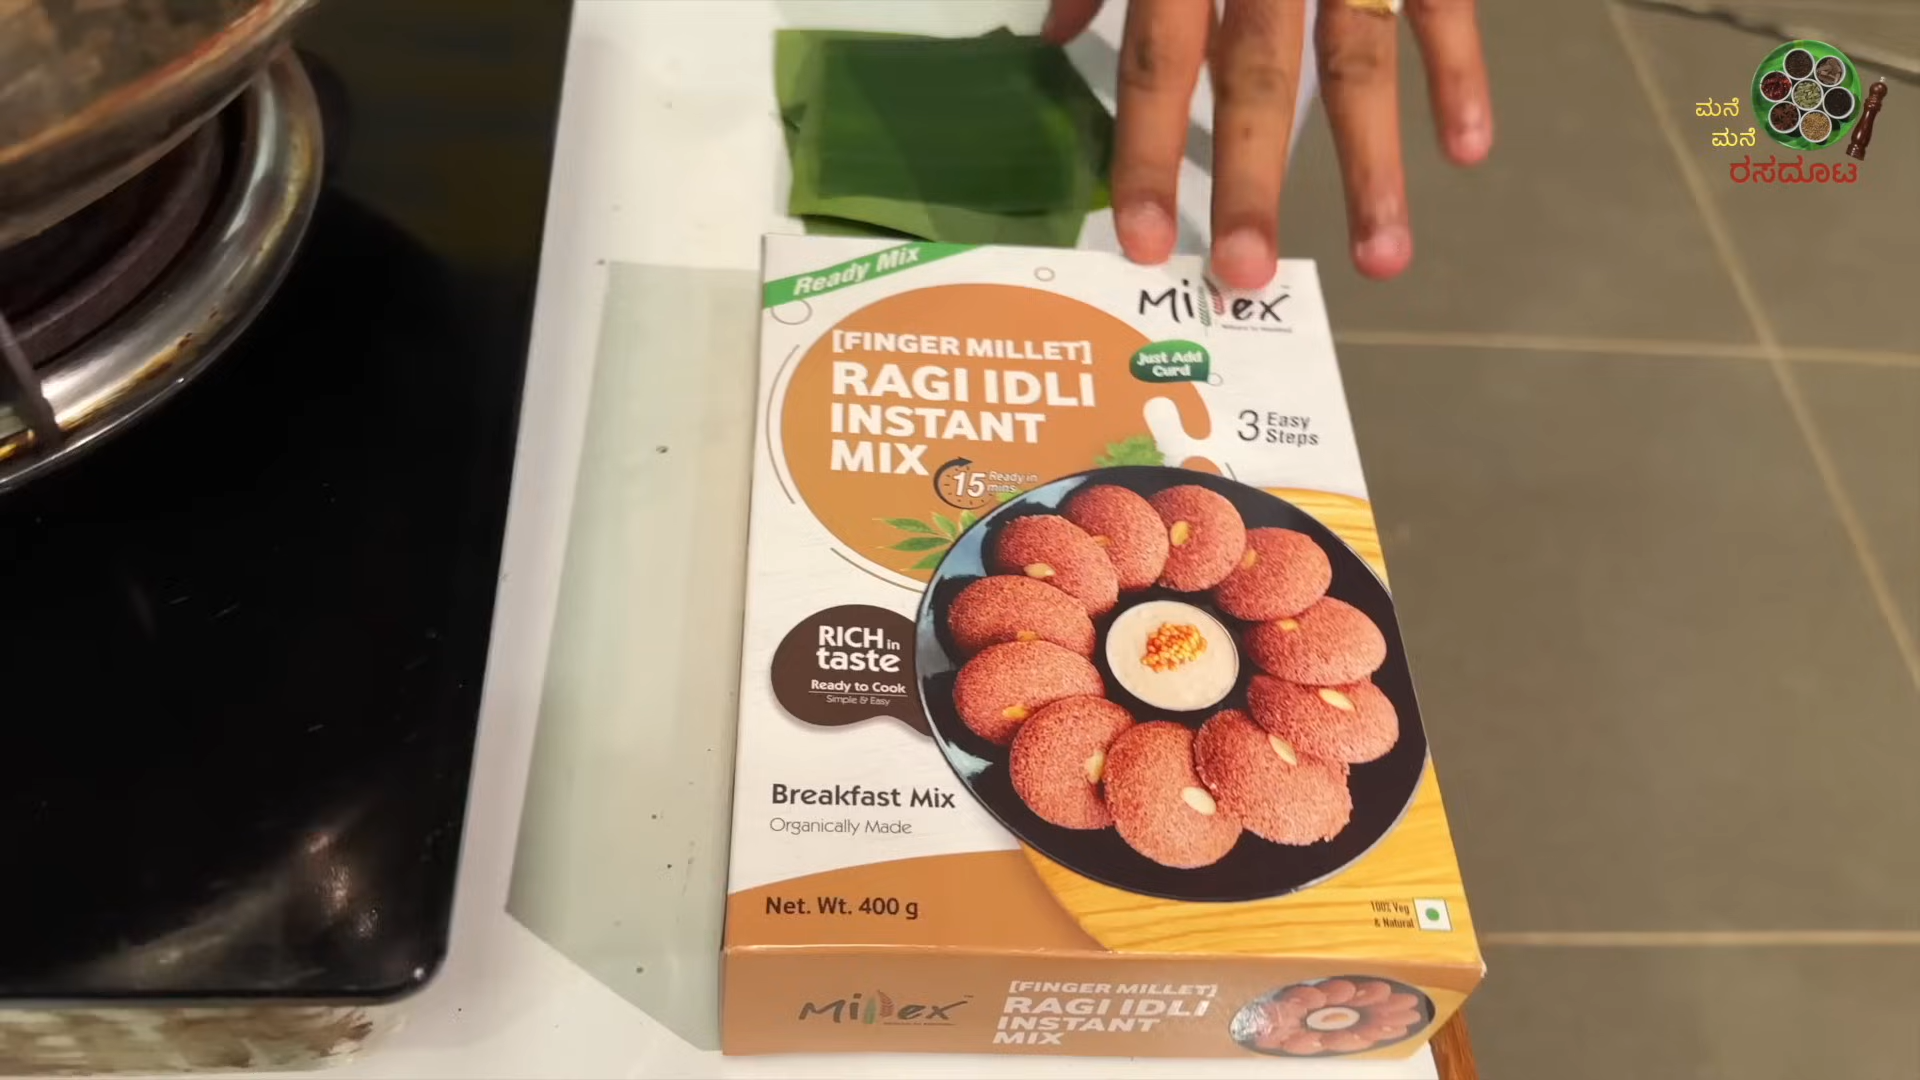 ಮನೆ
ಮನೆ
ರಸದೂಟ
Ready Mix
Millex
[FINGER MILLET]
RAGI IDLI
INSTANT
MIX
Just Add
Curd
3 Easy
Steps
15 Ready in
mins
RICH in
taste
Ready to Cook
Simple & Easy
Breakfast Mix
Organically Made
Net. Wt. 400 g
100% Veg
& Natural
Millex
[FINGER MILLET]
RAGI IDLI
INSTANT
MIX